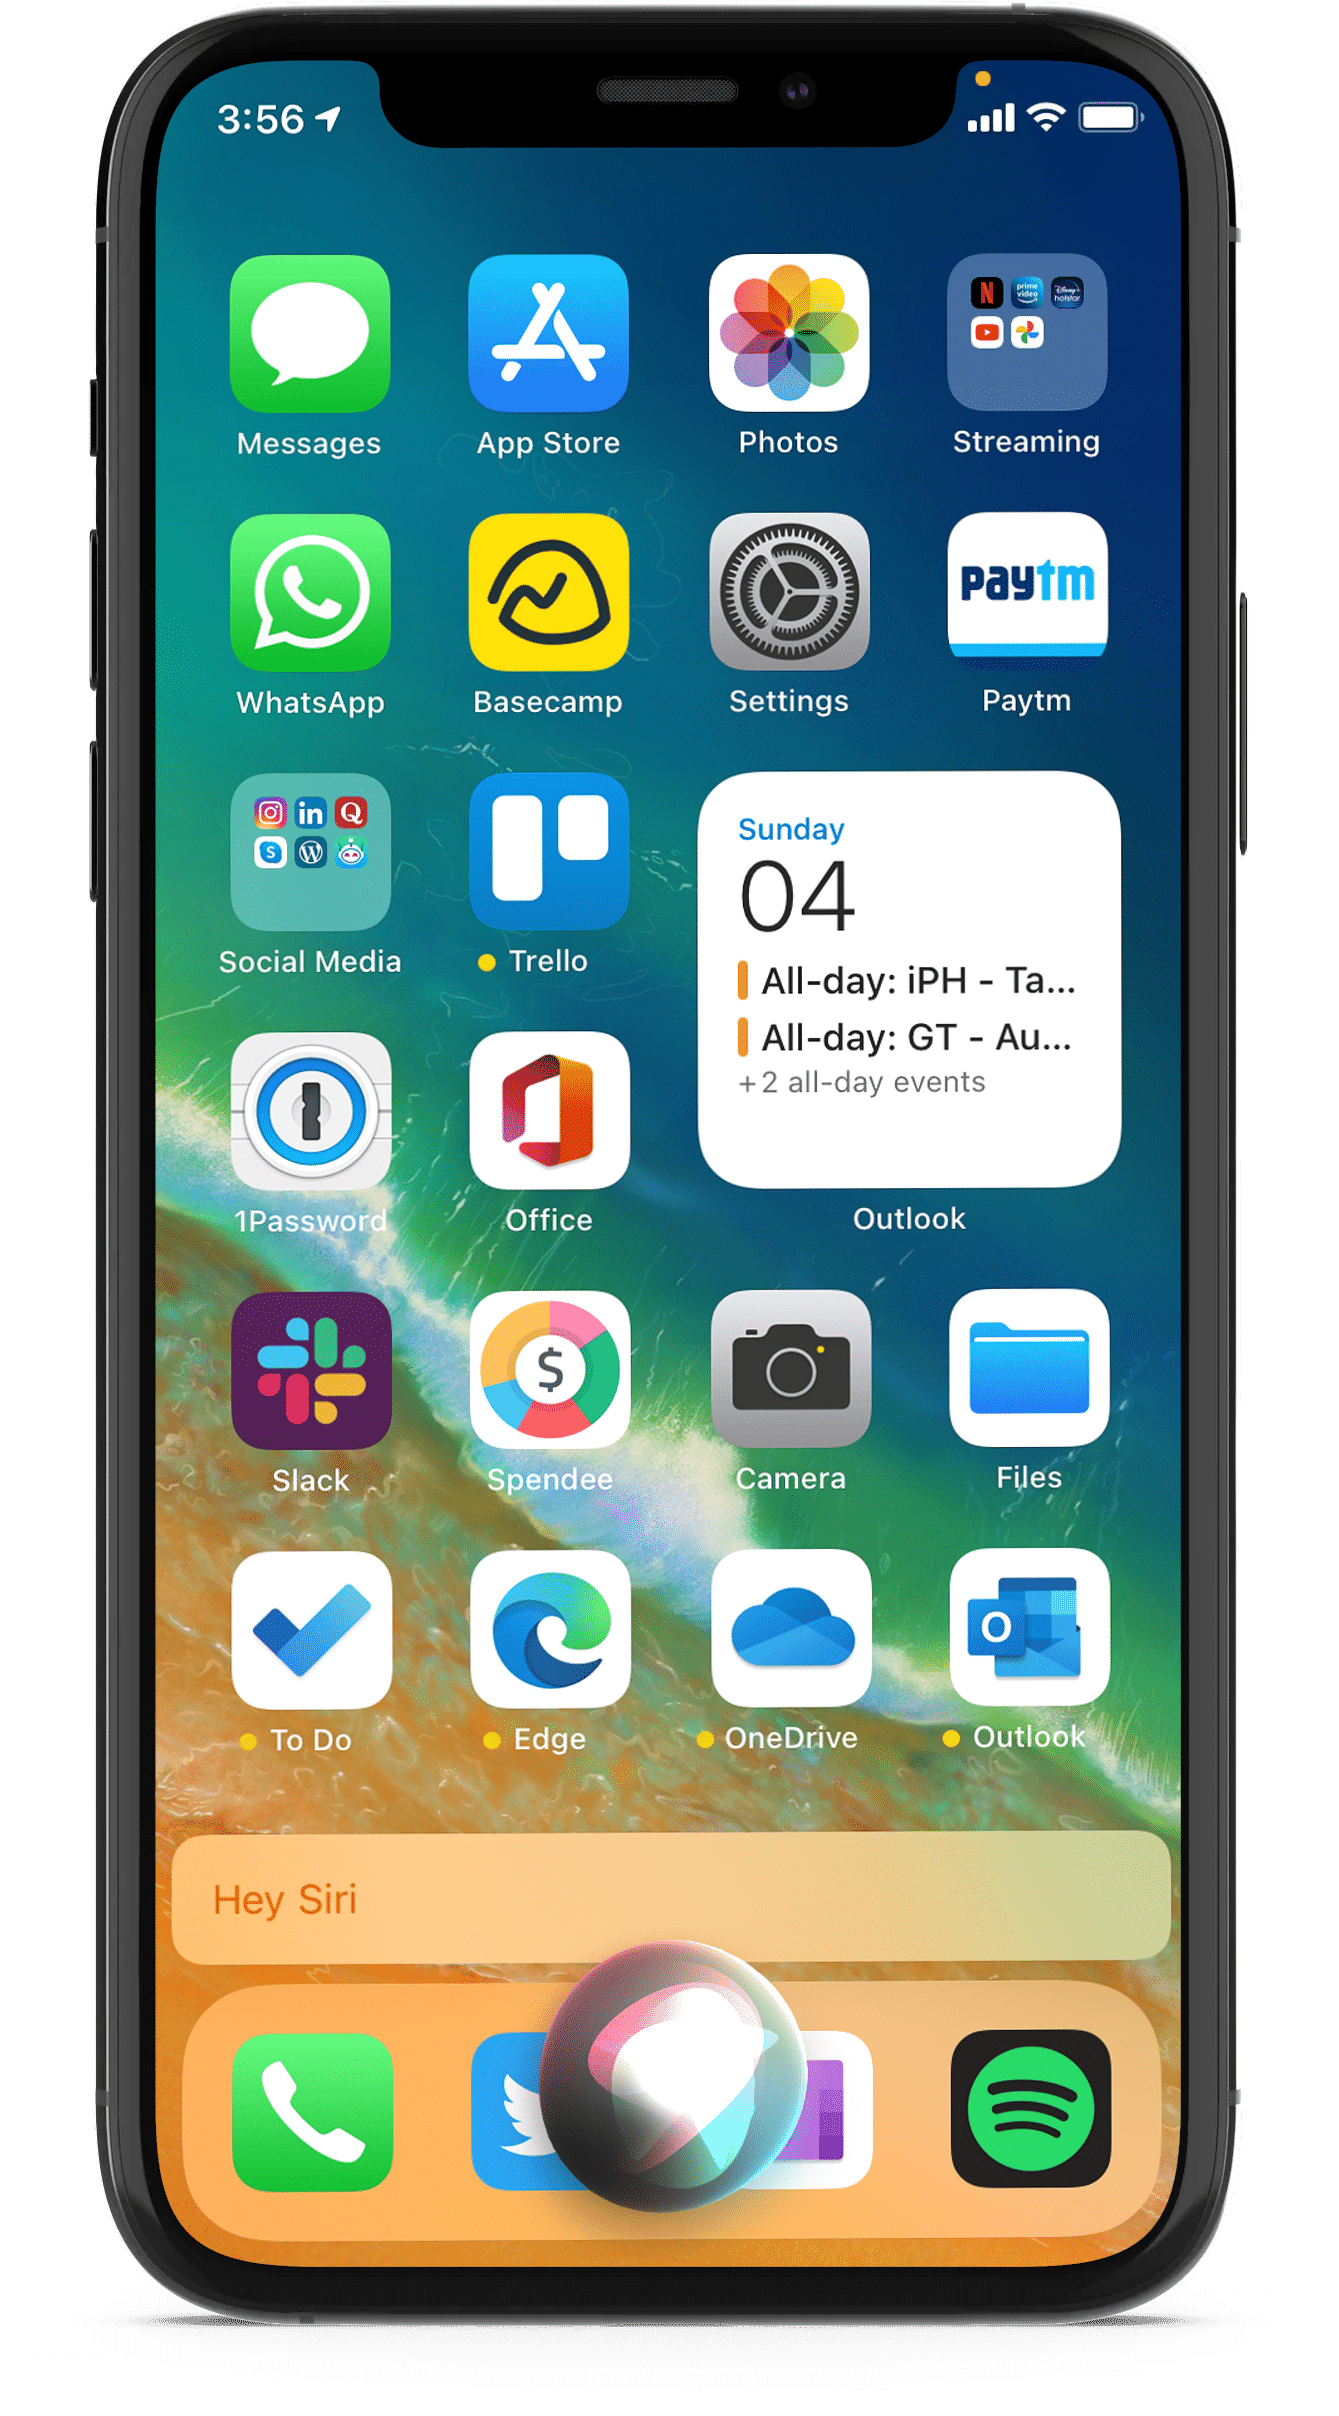 3:56
prime video
Disney+ hotstar
Messages
App Store
Photos
Streaming
paytm
WhatsApp
Basecamp
Settings
Paytm
in
Q
S
W
Sunday
04
All-day: iPH - Ta...
All-day: GT - Au...
+2 all-day events
Social Media
Trello
1Password
Office
Outlook
$
Slack
Spendee
Camera
Files
O
To Do
Edge
OneDrive
Outlook
Hey Siri